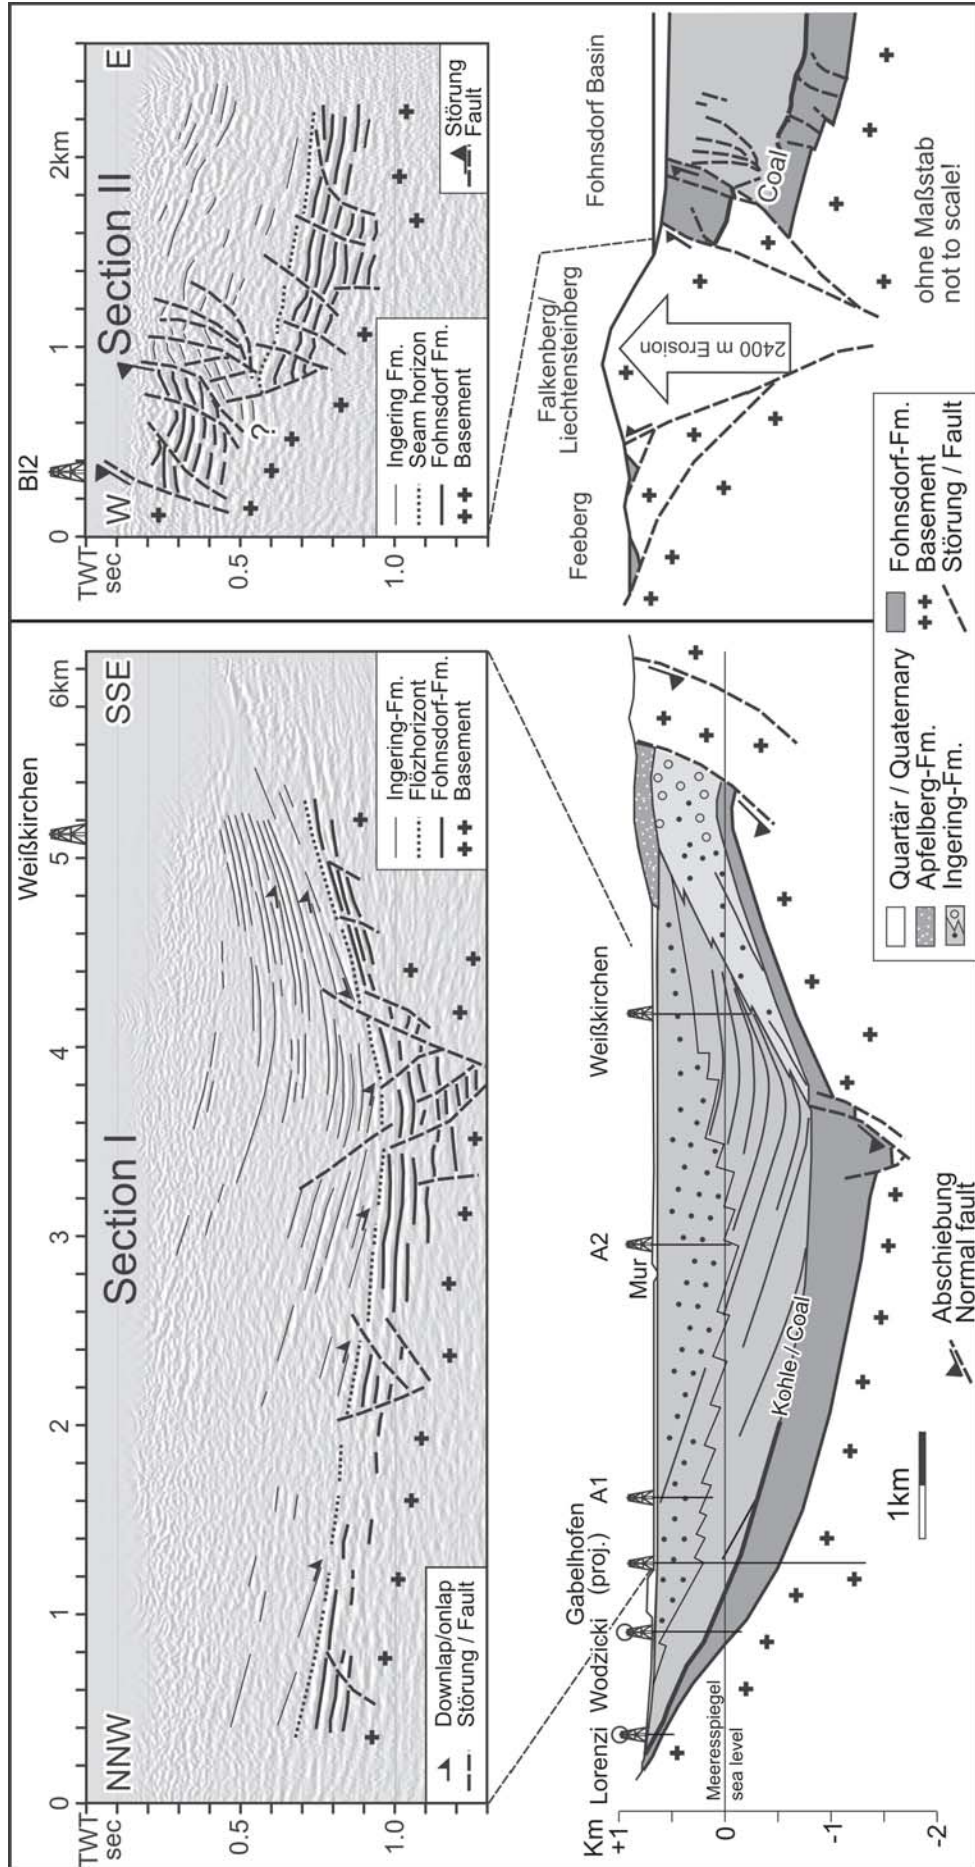 Section I
NNW
SSE
Weißkirchen
0
1
2
3
4
5
6km
TWT
sec
0.5
1.0
Downlap/onlap
Störung / Fault
Ingering-Fm.
Flözhorizont
Fohnsdorf-Fm.
Basement
Section II
W
E
BI2
0
1
2km
TWT
sec
0.5
1.0
?
Ingering Fm.
Seam horizon
Fohnsdorf Fm.
Basement
Störung
Fault
Km
+1
0
-1
-2
Lorenzi
Wodzicki
Gabelhofen
(proj.)
A1
Mur
A2
Weißkirchen
Meeresspiegel
sea level
Kohle / Coal
1km
Abschiebung
Normal fault
Feeberg
Falkenberg/
Liechtensteinberg
Fohnsdorf Basin
2400 m Erosion
Coal
ohne Maßstab
not to scale!
Quartär / Quaternary
Apfelberg-Fm.
Ingering-Fm.
Fohnsdorf-Fm.
Basement
Störung / Fault